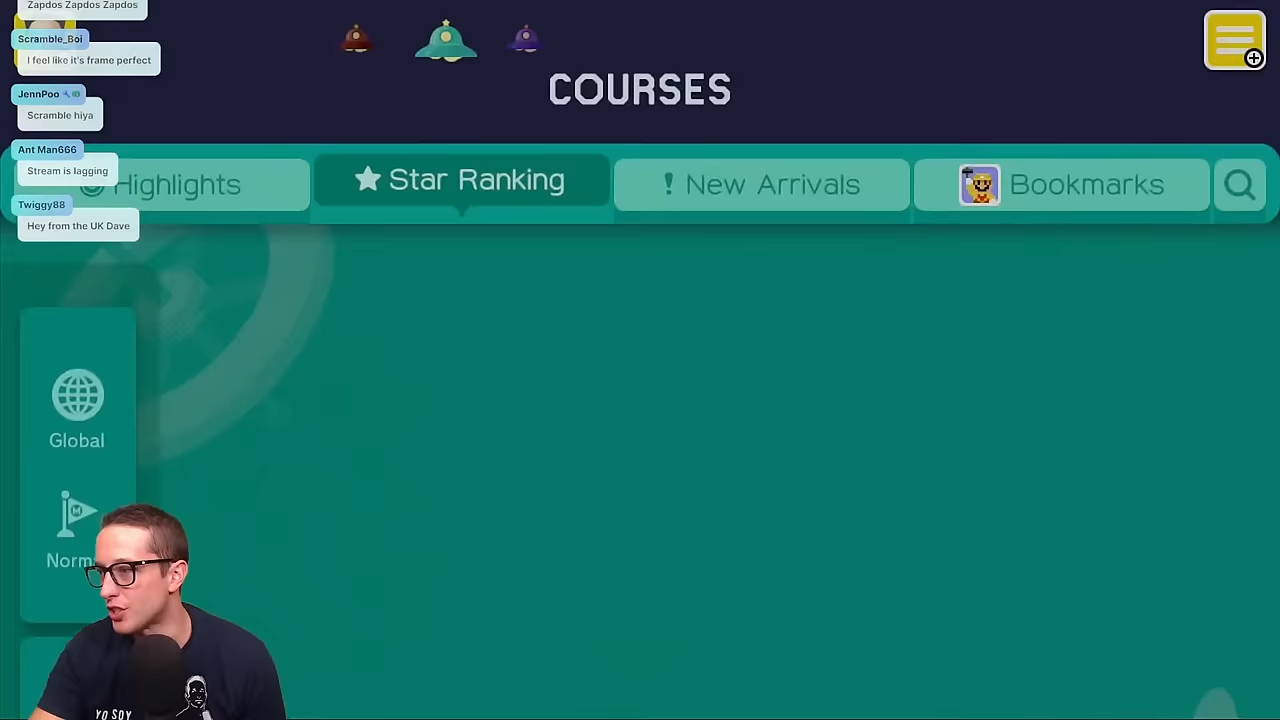 Zapdos Zapdos Zapdos
Scramble_Boi
I feel like it's frame perfect
JennPoo
Scramble hiya
Ant Man666
Stream is lagging
Twiggy88
Hey from the UK Dave
COURSES
Highlights
Star Ranking
! New Arrivals
Bookmarks
Global
M
Norm
YO SOY